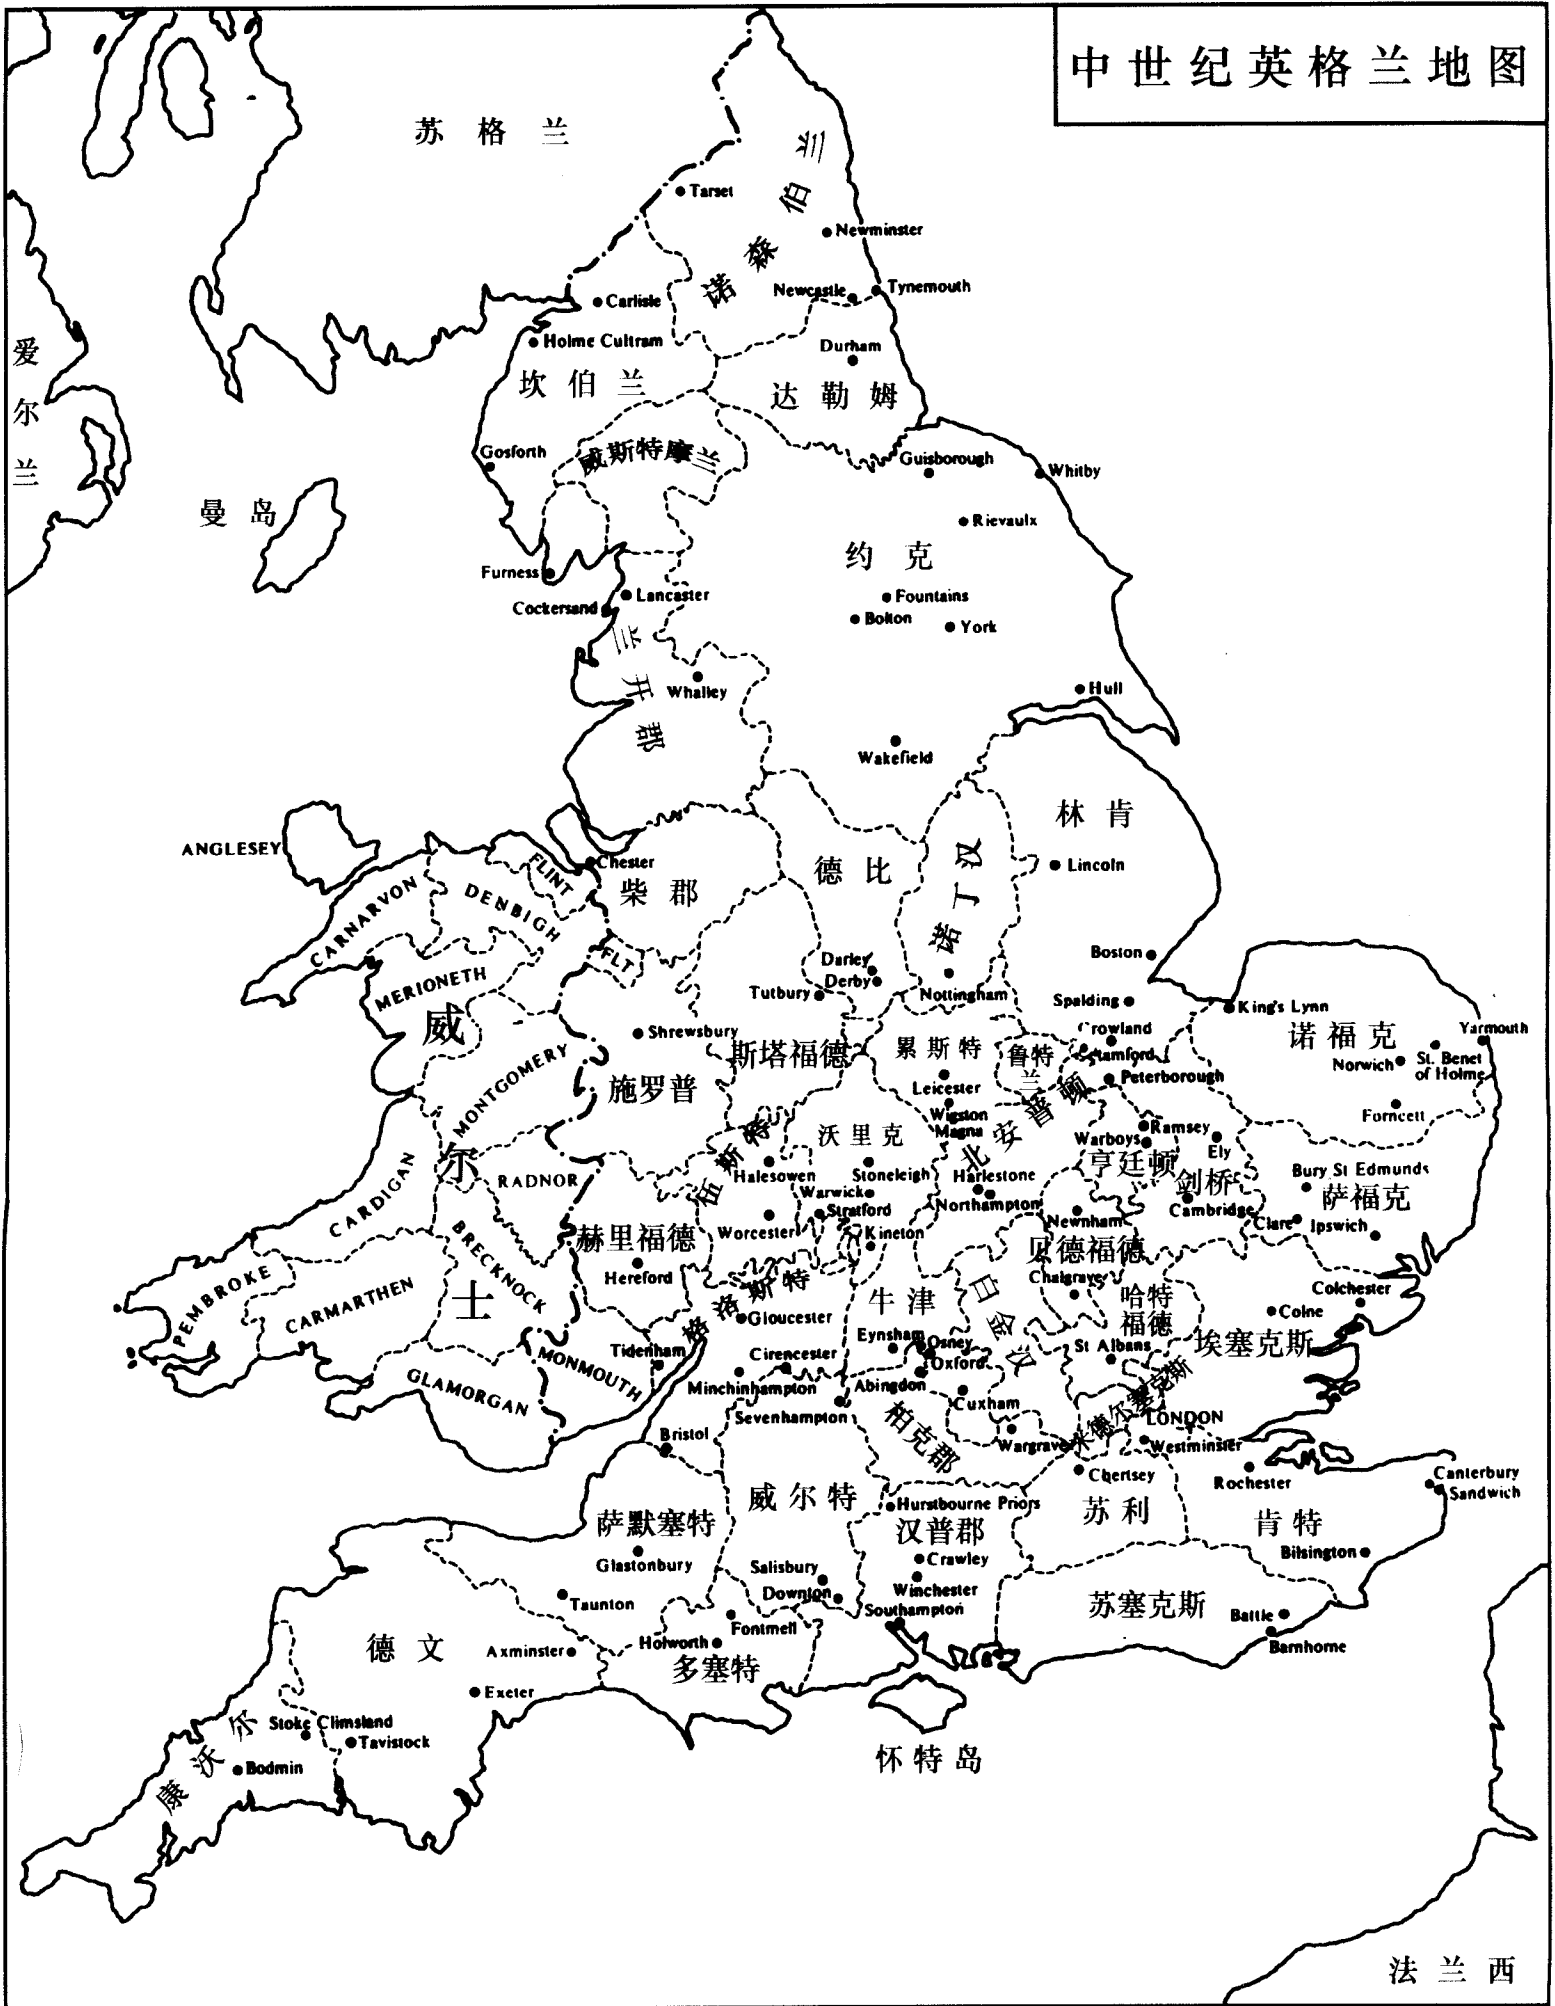 中世纪英格兰地图
苏格兰
Tarset
诺森伯兰
Newminster
Newcastle
Tynemouth
Carlisle
Holme Cultram
Durham
爱尔兰
坎伯兰
达勒姆
Gosforth
威斯特摩兰
Guisborough
Whitby
曼岛
Rievaulx
约克
Furness
Lancaster
Cockersand
Fountains
Bolton
York
兰开郡
Whalley
Hull
Wakefield
林肯
ANGLESEY
Chester
FLINT
德比
诺丁汉
Lincoln
柴郡
CARNARVON
DENBIGH
FLT
Darley
Derby
Boston
MERIONETH
Tutbury
Nottingham
Spalding
King's Lynn
威尔士
Shrewsbury
斯塔福德
累斯特
鲁特兰
Crowland
Stamford
诺福克
Yarmouth
Norwich
St. Benet
of Holme
MONTGOMERY
施罗普
Leicester
Peterborough
Wigston
Magna
北安普顿
Forncett
沃里克
伍斯特
Ramsey
Warboys
Ely
CARDIGAN
RADNOR
Halesowen
Stoneleigh
Harlestone
亨廷顿
剑桥
Bury St Edmunds
萨福克
Warwick
Northampton
Cambridge
Stratford
Newnham
Clare
Ipswich
赫里福德
Worcester
Kineton
贝德福德
BRECKNOCK
Hereford
Chalgrave
PEMBROKE
CARMARTHEN
格洛斯特
牛津
白金汉
哈特
福德
Colchester
Colne
Gloucester
Eynsham
Osney
Oxford
St Albans
埃塞克斯
Tidenham
Cirencester
MONMOUTH
GLAMORGAN
Minchinhampton
Abingdon
Cuxham
Sevenhampton
柏克郡
米德尔塞克斯
LONDON
Bristol
Wargrave
Westminster
Chertsey
Rochester
Canterbury
Sandwich
威尔特
Hurstbourne Priors
苏利
肯特
萨默塞特
汉普郡
Glastonbury
Crawley
Bilsington
Salisbury
Downton
Winchester
Taunton
Southampton
苏塞克斯
Fontmell
Battle
德文
Axminster
Holworth
Barnhorne
多塞特
Exeter
Stoke Climsland
Tavistock
康沃尔
Bodmin
怀特岛
法兰西